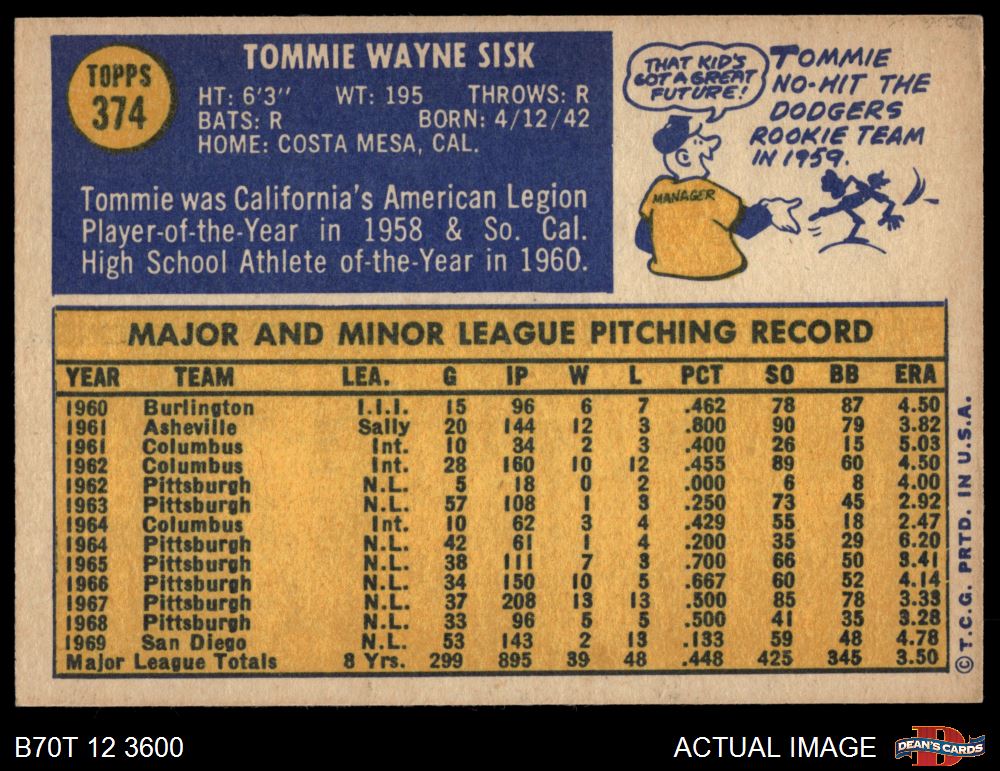 TOPPS
374
TOMMIE WAYNE SISK
HT: 6'3" WT: 195 THROWS: R
BATS: R BORN: 4/12/42
HOME: COSTA MESA, CAL.
Tommie was California's American Legion
Player-of-the-Year in 1958 & So. Cal.
High School Athlete of-the-Year in 1960.
THAT KID'S
GOT A GREAT
FUTURE!
TOMMIE
NO-HIT THE
DODGERS
ROOKIE TEAM
IN 1959.
MANAGER
MAJOR AND MINOR LEAGUE PITCHING RECORD
YEAR TEAM LEA. G IP W L PCT SO BB ERA
1960 Burlington I.I.I. 15 96 6 7 .462 78 87 4.50
1961 Asheville Sally 20 144 12 3 .800 90 79 3.82
1961 Columbus Int. 10 34 2 3 .400 26 15 5.03
1962 Columbus Int. 28 160 10 12 .455 89 60 4.50
1962 Pittsburgh N.L. 5 18 0 2 .000 6 8 4.00
1963 Pittsburgh N.L. 57 108 1 3 .250 73 45 2.92
1964 Columbus Int. 10 62 3 4 .429 55 18 2.47
1964 Pittsburgh N.L. 42 61 1 4 .200 35 29 6.20
1965 Pittsburgh N.L. 38 111 7 3 .700 66 50 3.41
1966 Pittsburgh N.L. 34 150 10 5 .667 60 52 4.14
1967 Pittsburgh N.L. 37 208 13 13 .500 85 78 3.33
1968 Pittsburgh N.L. 33 96 5 5 .500 41 35 3.28
1969 San Diego N.L. 53 143 2 13 .133 59 48 4.78
Major League Totals 8 Yrs. 299 895 39 48 .448 425 345 3.50
© T.C.G. PRTD. IN U.S.A.
B70T 12 3600
ACTUAL IMAGE
D
DEAN'S CARDS